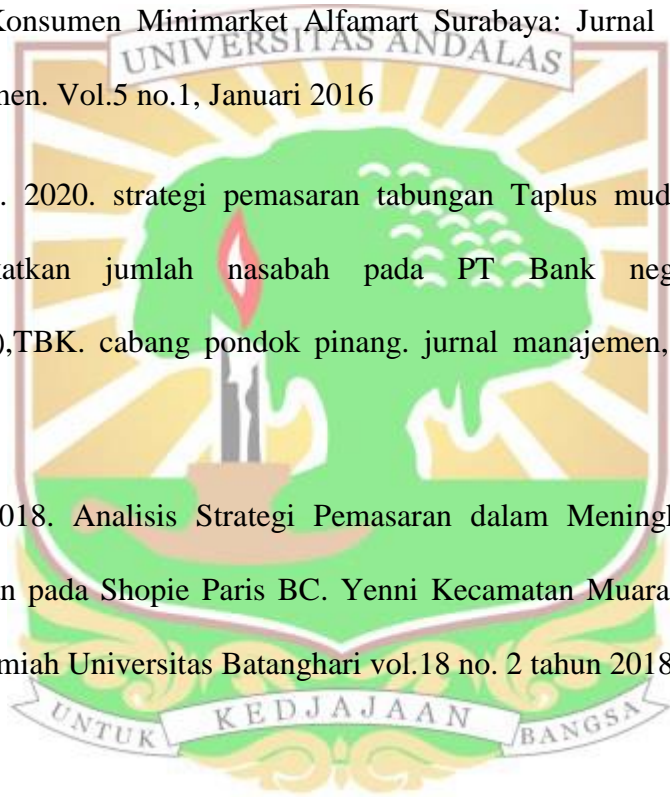 Konsumen Minimarket Alfamart Surabaya: Jurnal
UNIVERSITAS ANDALAS
men. Vol.5 no.1, Januari 2016
. 2020. strategi pemasaran tabungan Taplus mud
katkan jumlah nasabah pada PT Bank neg
),TBK. cabang pondok pinang. jurnal manajemen,
018. Analisis Strategi Pemasaran dalam Mening
n pada Shopie Paris BC. Yenni Kecamatan Muara
miah Universitas Batanghari vol.18 no. 2 tahun 2018
UNTUK KEDJAJAAN BANGSA